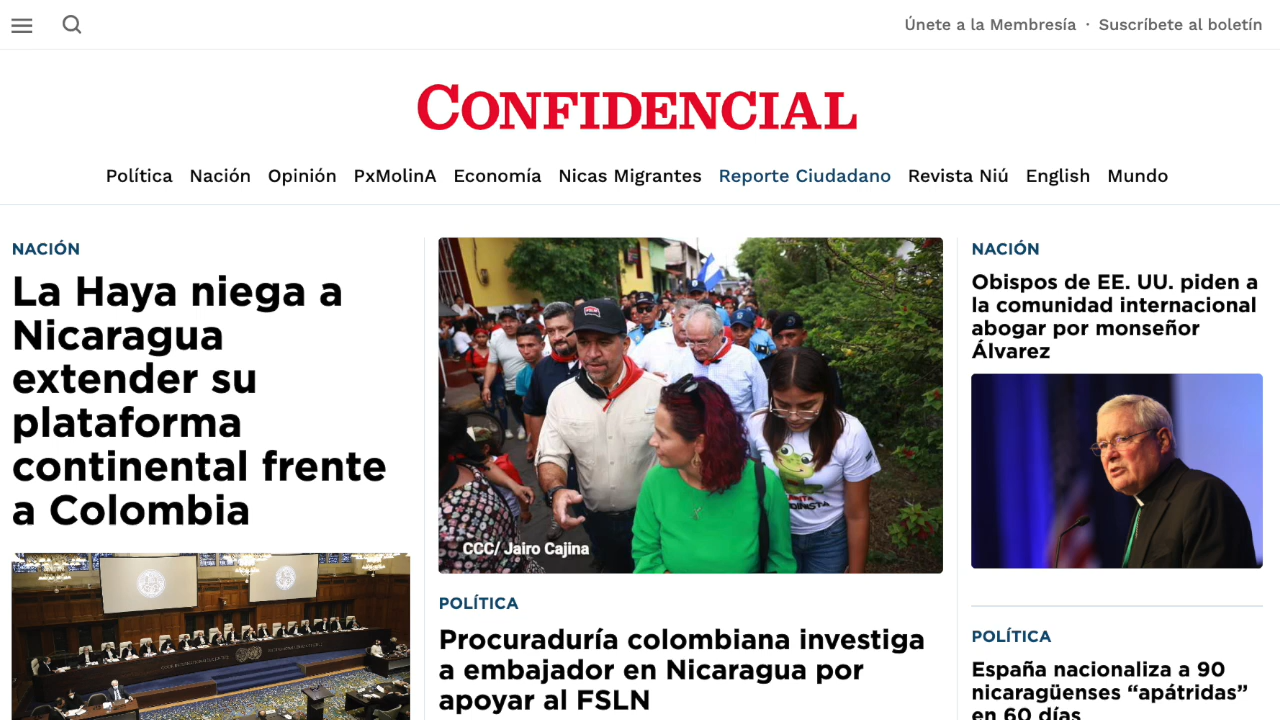 Únete a la Membresía · Suscríbete al boletín
CONFIDENCIAL
Política Nación Opinión PxMolinA Economía Nicas Migrantes Reporte Ciudadano Revista Niú English Mundo
NACIÓN
La Haya niega a
Nicaragua
extender su
plataforma
continental frente
a Colombia
CCC/ Jairo Cajina
POLÍTICA
Procuraduría colombiana investiga
a embajador en Nicaragua por
apoyar al FSLN
NACIÓN
Obispos de EE. UU. piden a
la comunidad internacional
abogar por monseñor
Álvarez
POLÍTICA
España nacionaliza a 90
nicaragüenses “apátridas”
en 60 días